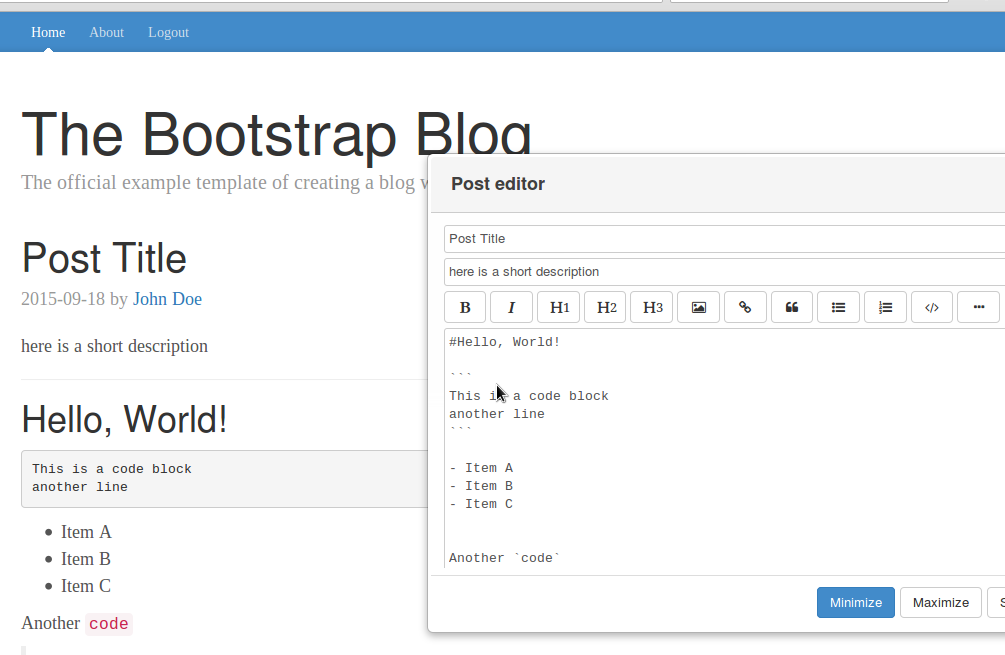 Home About Logout
The Bootstrap Blog
The official example template of creating a blog
Post Title
2015-09-18 by John Doe
here is a short description
Hello, World!
This is a code block
another line
Item A
Item B
Item C
Another code
Post editor
Post Title
here is a short description
B I H1 H2 H3
#Hello, World!
```
This is a code block
another line
```
- Item A
- Item B
- Item C
Another `code`
Minimize Maximize